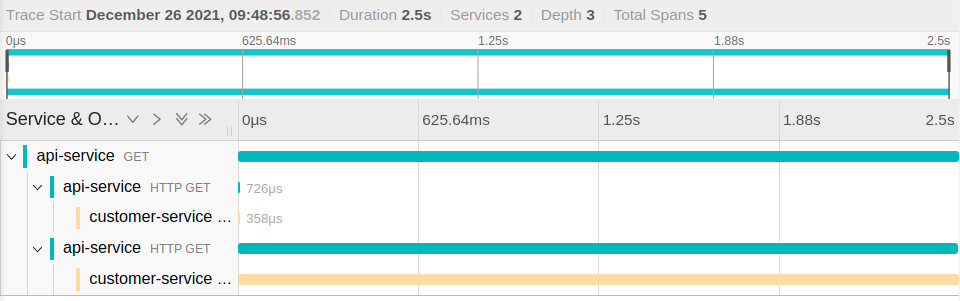 Trace Start December 26 2021, 09:48:56.852 Duration 2.5s Services 2 Depth 3 Total Spans 5
0μs 625.64ms 1.25s 1.88s 2.5s
Service & O... 0μs 625.64ms 1.25s 1.88s 2.5s
api-service GET
api-service HTTP GET 726μs
customer-service ... 358μs
api-service HTTP GET
customer-service ...